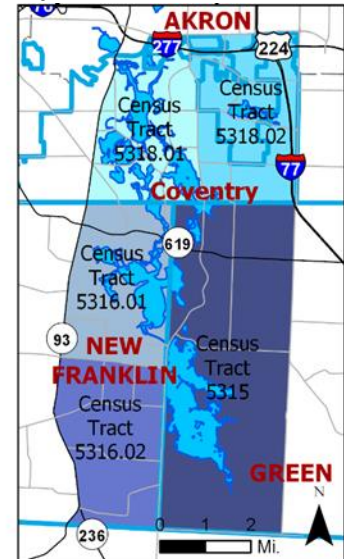 AKRON
277
224
Census
Tract
5318.01
Census
Tract
5318.02
77
Coventry
619
Census
Tract
5316.01
93
NEW
FRANKLIN
Census
Tract
5315
Census
Tract
5316.02
GREEN
N
0 1 2
Mi.
236